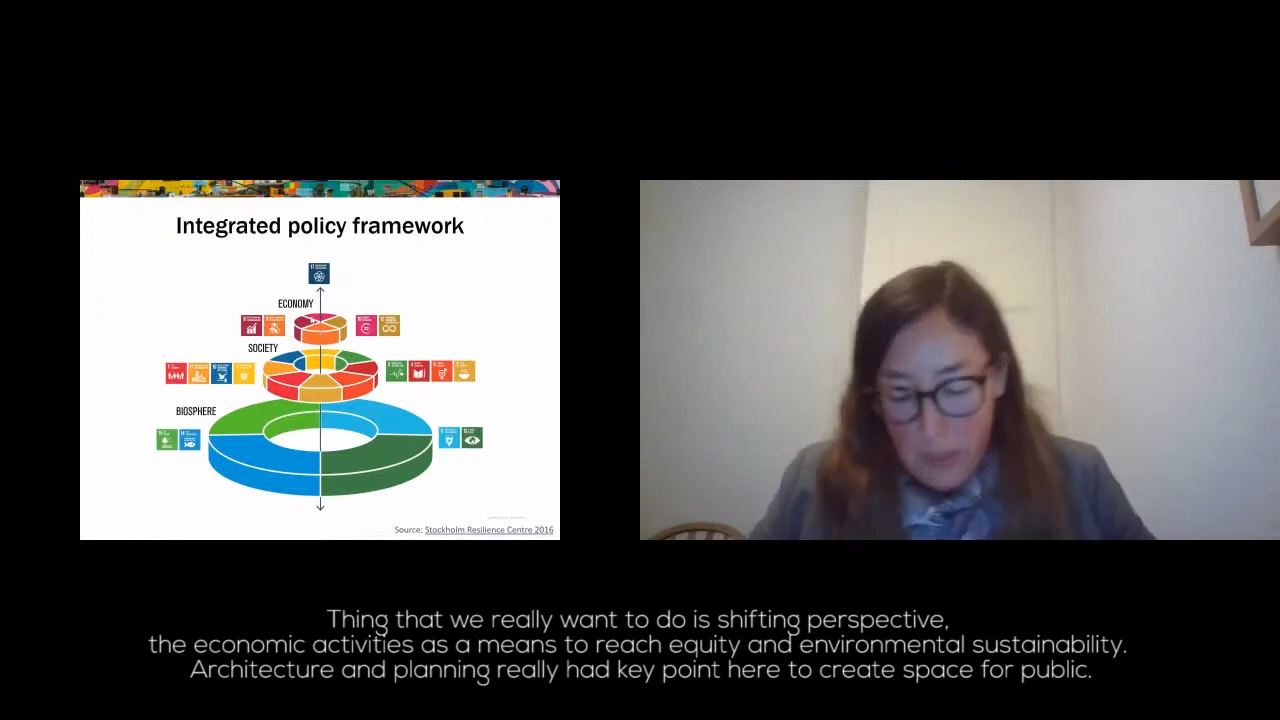 Integrated policy framework
ECONOMY
SOCIETY
BIOSPHERE
Source: Stockholm Resilience Centre 2016
Thing that we really want to do is shifting perspective,
the economic activities as a means to reach equity and environmental sustainability.
Architecture and planning really had key point here to create space for public.